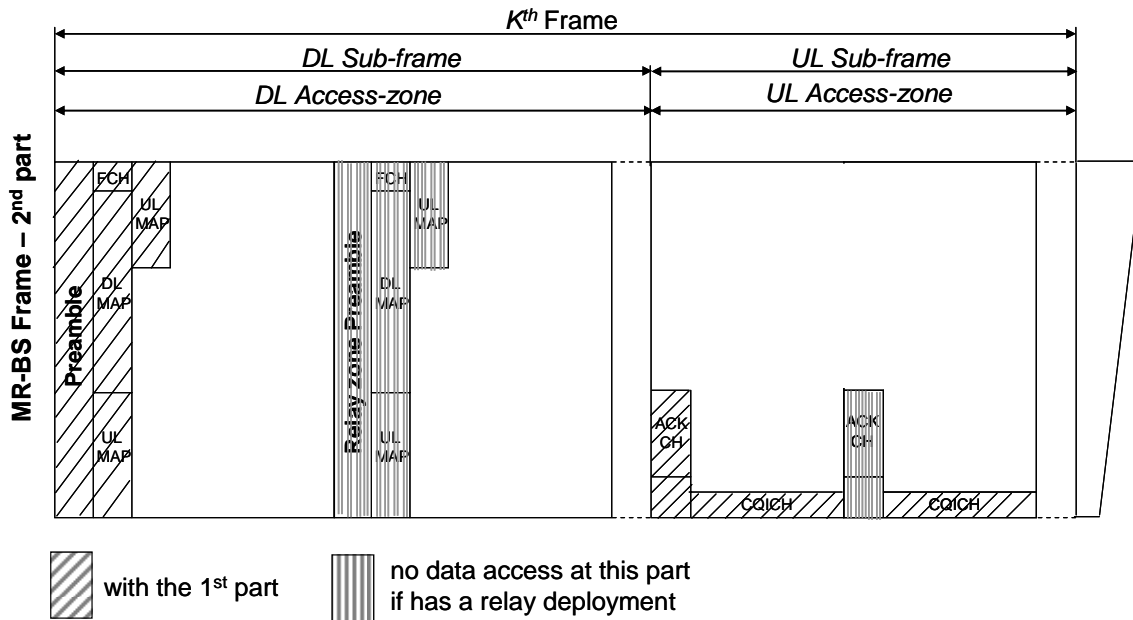 Kth Frame
DL Sub-frame
UL Sub-frame
DL Access-zone
UL Access-zone
MR-BS Frame – 2nd part
Preamble
FCH
DL
MAP
UL
MAP
UL
MAP
Relay zone Preamble
FCH
DL
MAP
UL
MAP
UL
MAP
ACK
CH
CQICH
ACK
CH
CQICH
with the 1st part
no data access at this part
if has a relay deployment